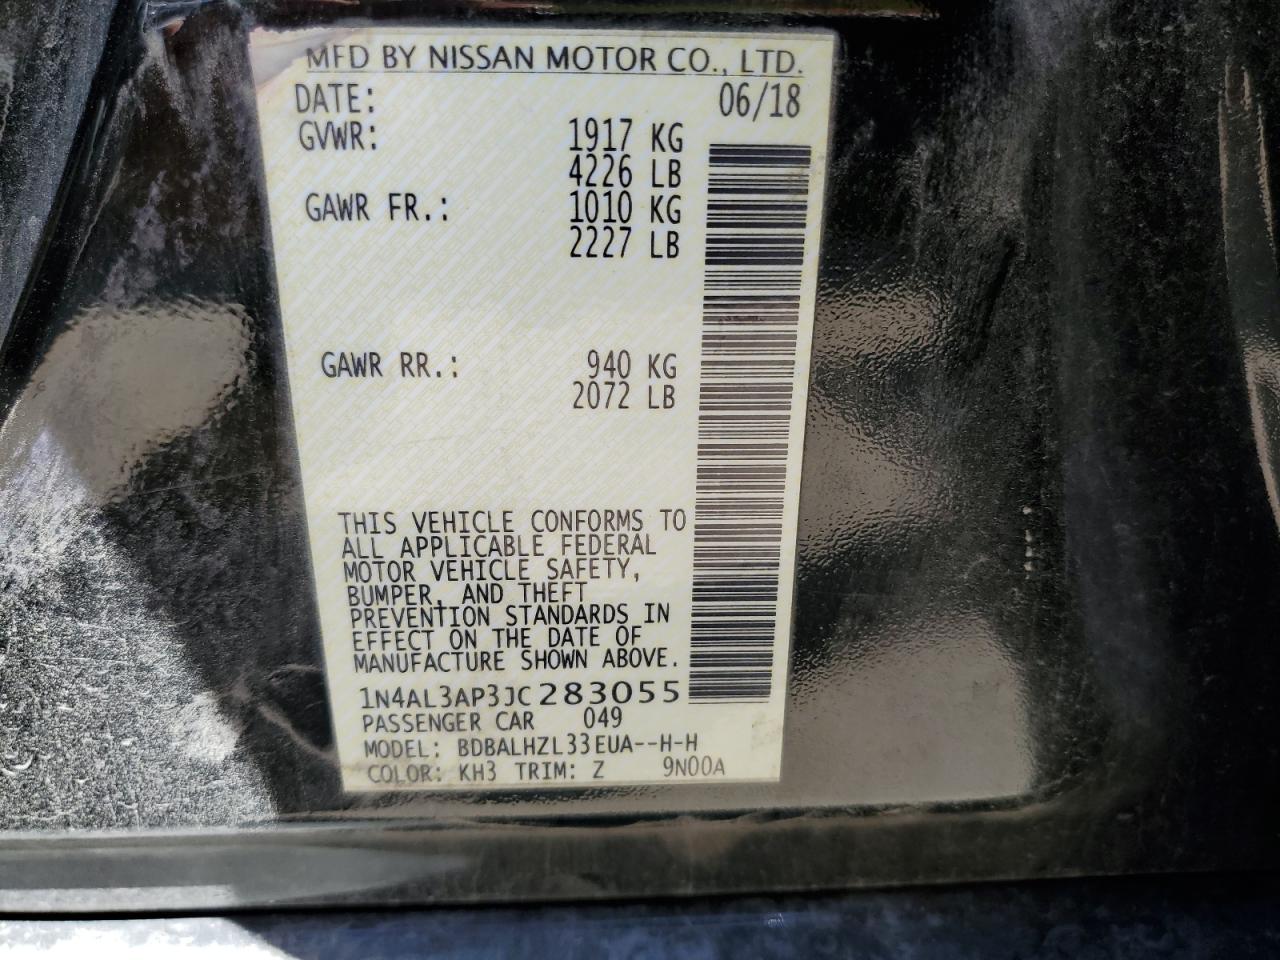 MFD BY NISSAN MOTOR CO., LTD.
DATE: 06/18
GVWR: 1917 KG
4226 LB
GAWR FR.: 1010 KG
2227 LB
GAWR RR.: 940 KG
2072 LB
THIS VEHICLE CONFORMS TO
ALL APPLICABLE FEDERAL
MOTOR VEHICLE SAFETY,
BUMPER, AND THEFT
PREVENTION STANDARDS IN
EFFECT ON THE DATE OF
MANUFACTURE SHOWN ABOVE.
1N4AL3AP3JC283055
PASSENGER CAR 049
MODEL: BDBALHZL33EUA--H-H
COLOR: KH3 TRIM: Z 9N00A